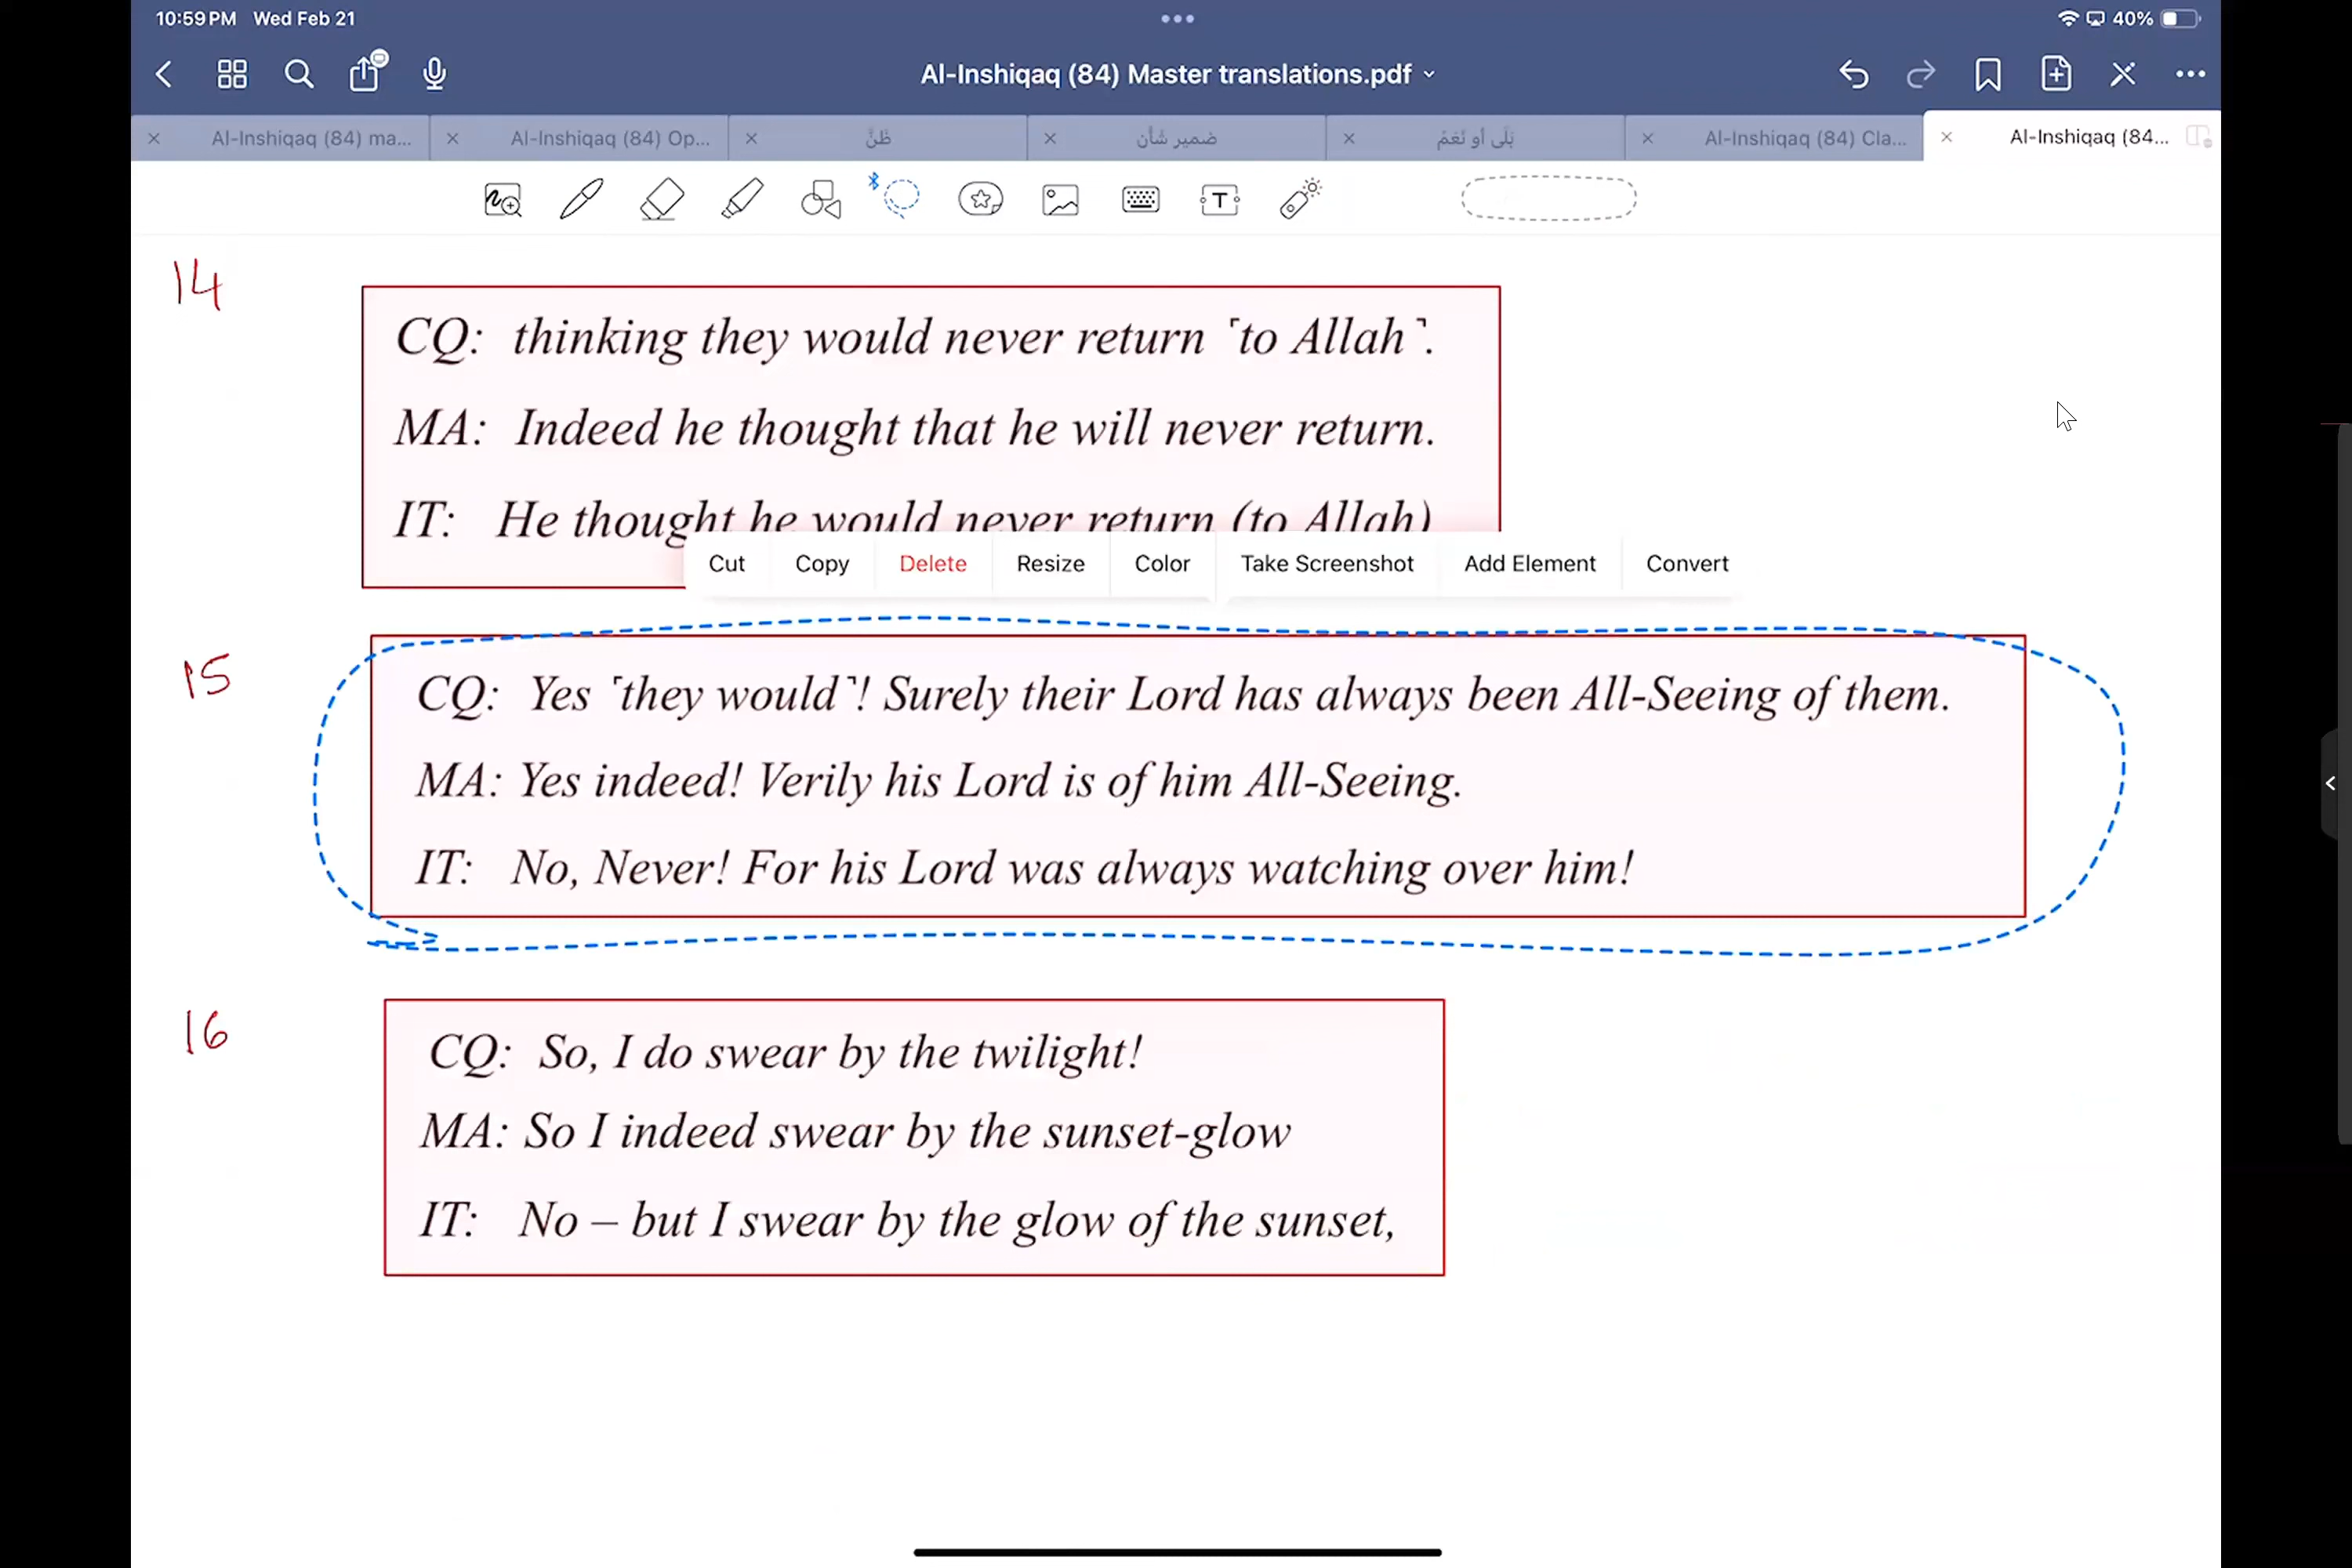 10:59 PM Wed Feb 21
40%
Al-Inshiqaq (84) Master translations.pdf
Al-Inshiqaq (84) ma...
Al-Inshiqaq (84) Op...
ظَنَّ
ضمير شأن
بَلَى أو نَعَمْ
Al-Inshiqaq (84) Cla...
Al-Inshiqaq (84...
14
CQ: thinking they would never return ⸢to Allah⸣.
MA: Indeed he thought that he will never return.
IT: He thought he would never return (to Allah)
Cut Copy Delete Resize Color Take Screenshot Add Element Convert
15
CQ: Yes ⸢they would⸣! Surely their Lord has always been All-Seeing of them.
MA: Yes indeed! Verily his Lord is of him All-Seeing.
IT: No, Never! For his Lord was always watching over him!
16
CQ: So, I do swear by the twilight!
MA: So I indeed swear by the sunset-glow
IT: No – but I swear by the glow of the sunset,